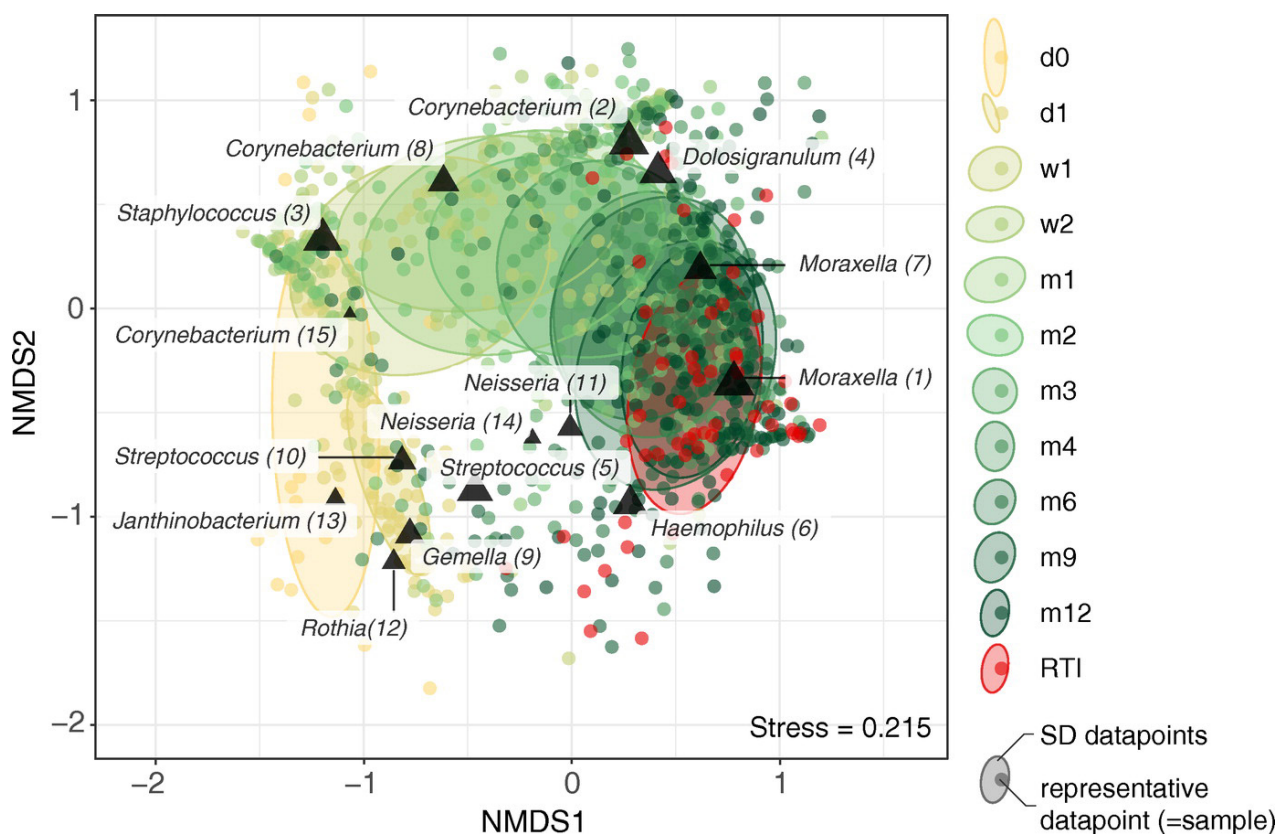 Corynebacterium (2)
Corynebacterium (8)
Dolosigranulum (4)
Staphylococcus (3)
Moraxella (7)
Corynebacterium (15)
Neisseria (11)
Moraxella (1)
Neisseria (14)
Streptococcus (10)
Streptococcus (5)
Janthinobacterium (13)
Haemophilus (6)
Gemella (9)
Rothia(12)
Stress = 0.215
1
0
−1
−2
NMDS2
−2
−1
0
1
NMDS1
d0
d1
w1
w2
m1
m2
m3
m4
m6
m9
m12
RTI
SD datapoints
representative
datapoint (=sample)